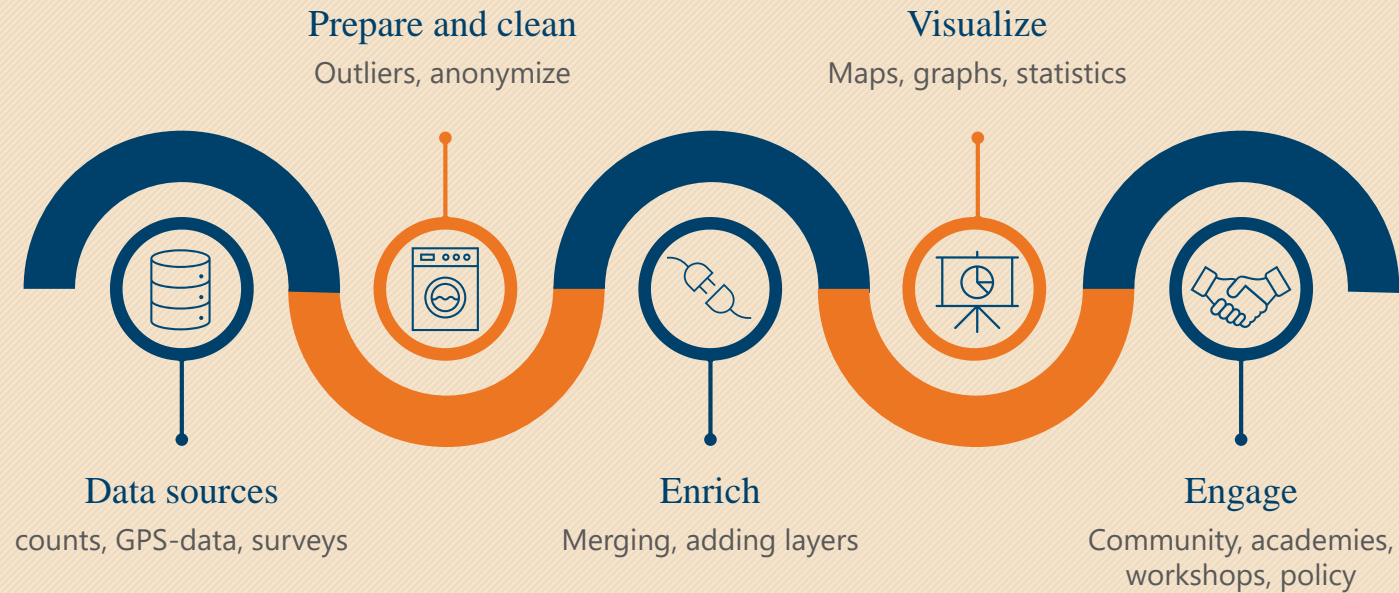 Prepare and clean
Outliers, anonymize
Visualize
Maps, graphs, statistics
Data sources
counts, GPS-data, surveys
Enrich
Merging, adding layers
Engage
Community, academies,
workshops, policy